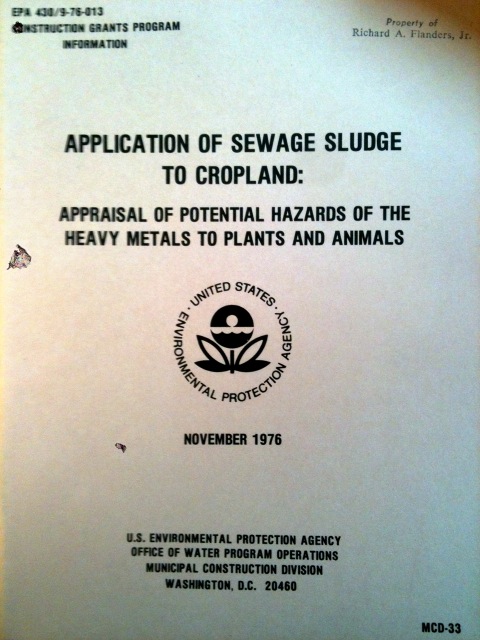 EPA 430/9-76-013
CONSTRUCTION GRANTS PROGRAM
INFORMATION
Property of
Richard A. Flanders, Jr.
APPLICATION OF SEWAGE SLUDGE
TO CROPLAND:
APPRAISAL OF POTENTIAL HAZARDS OF THE
HEAVY METALS TO PLANTS AND ANIMALS
· UNITED STATES ·
ENVIRONMENTAL PROTECTION AGENCY
NOVEMBER 1976
U.S. ENVIRONMENTAL PROTECTION AGENCY
OFFICE OF WATER PROGRAM OPERATIONS
MUNICIPAL CONSTRUCTION DIVISION
WASHINGTON, D.C. 20460
MCD-33